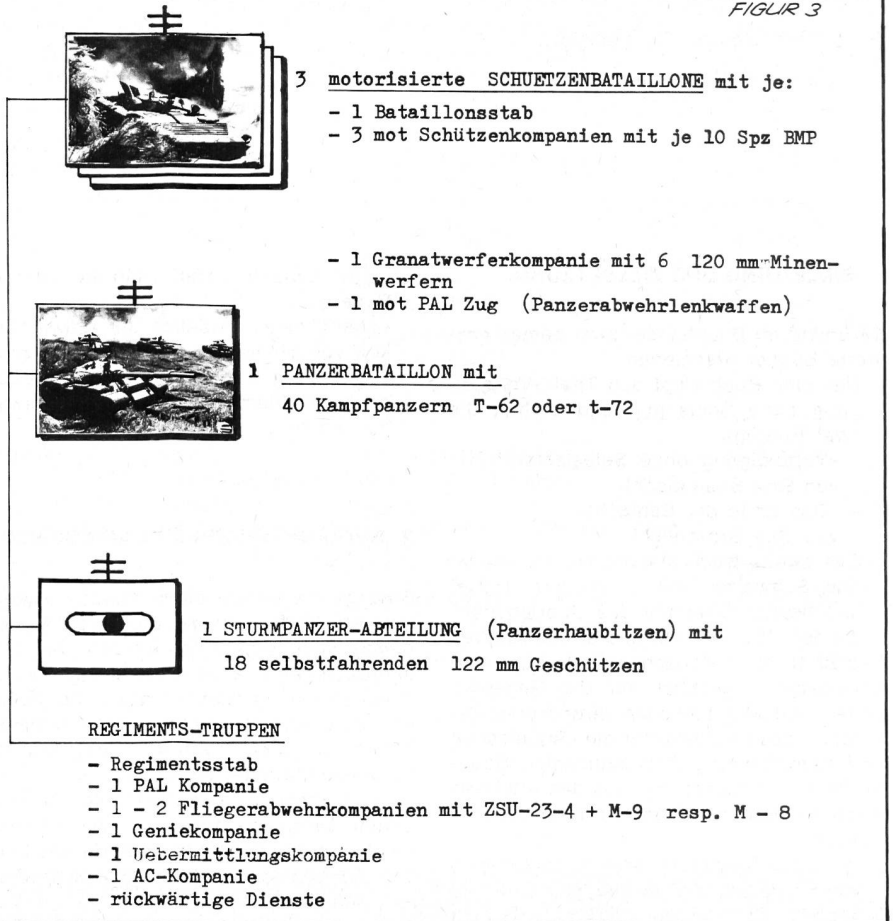 FIGUR 3
3 motorisierte SCHUETZENBATAILLONE mit je:
- 1 Bataillonsstab
- 3 mot Schützenkompanien mit je 10 Spz BMP
- 1 Granatwerferkompanie mit 6 120 mm-Minen-
werfern
- 1 mot PAL Zug (Panzerabwehrlenkwaffen)
1 PANZERBATAILLON mit
40 Kampfpanzern T-62 oder t-72
1 STURMPANZER-ABTEILUNG (Panzerhaubitzen) mit
18 selbstfahrenden 122 mm Geschützen
REGIMENTS-TRUPPEN
- Regimentsstab
- 1 PAL Kompanie
- 1 - 2 Fliegerabwehrkompanien mit ZSU-23-4 + M-9 resp. M - 8
- 1 Geniekompanie
- 1 Uebermittlungskompanie
- 1 AC-Kompanie
- rückwärtige Dienste